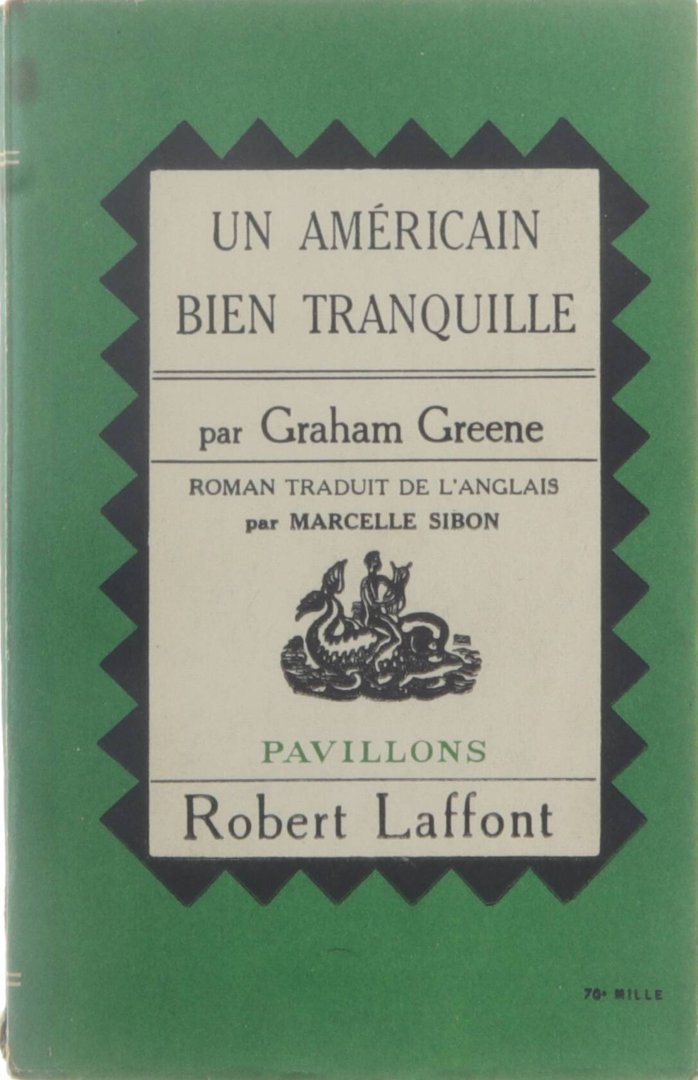 UN AMÉRICAIN
BIEN TRANQUILLE
par Graham Greene
ROMAN TRADUIT DE L'ANGLAIS
par MARCELLE SIBON
PAVILLONS
Robert Laffont
70e MILLE